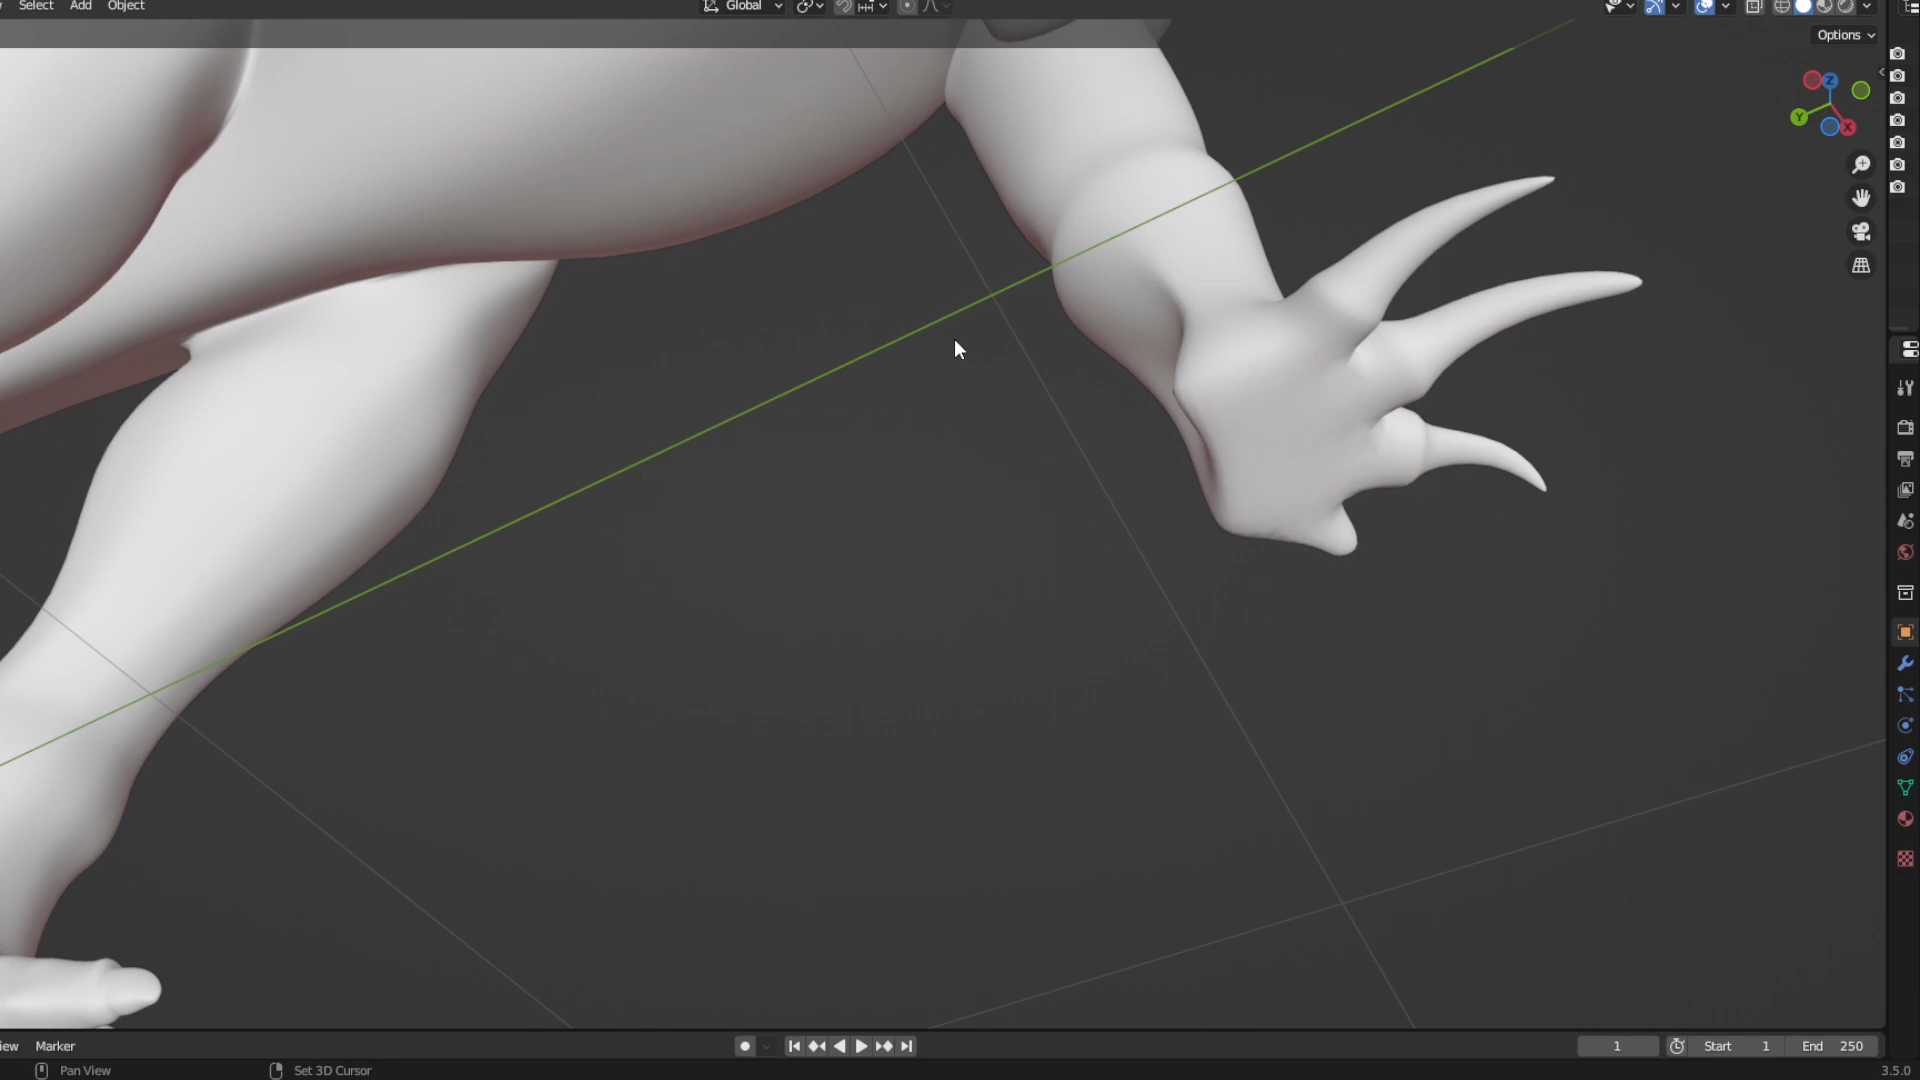 Select Add Object Global
Options
Z
Y
X
Marker
1 Start 1 End 250
Pan View Set 3D Cursor 3.5.0